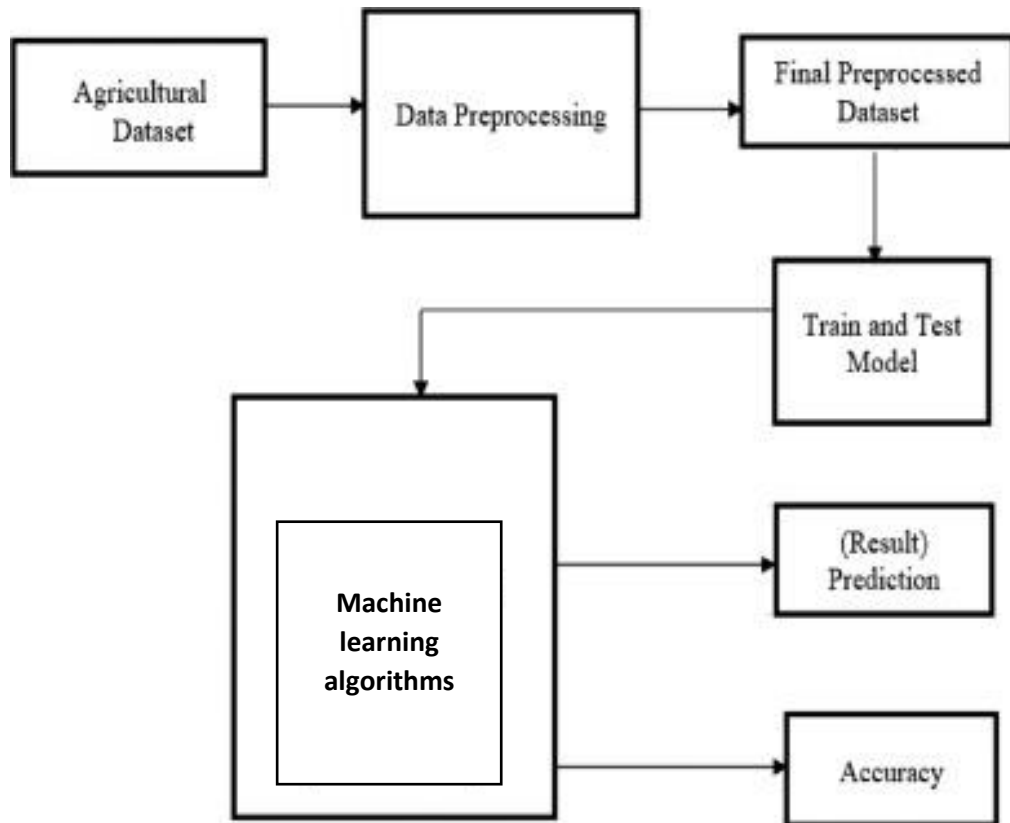 Agricultural
Dataset
Data Preprocessing
Final Preprocessed
Dataset
Train and Test
Model
Machine
learning
algorithms
(Result)
Prediction
Accuracy